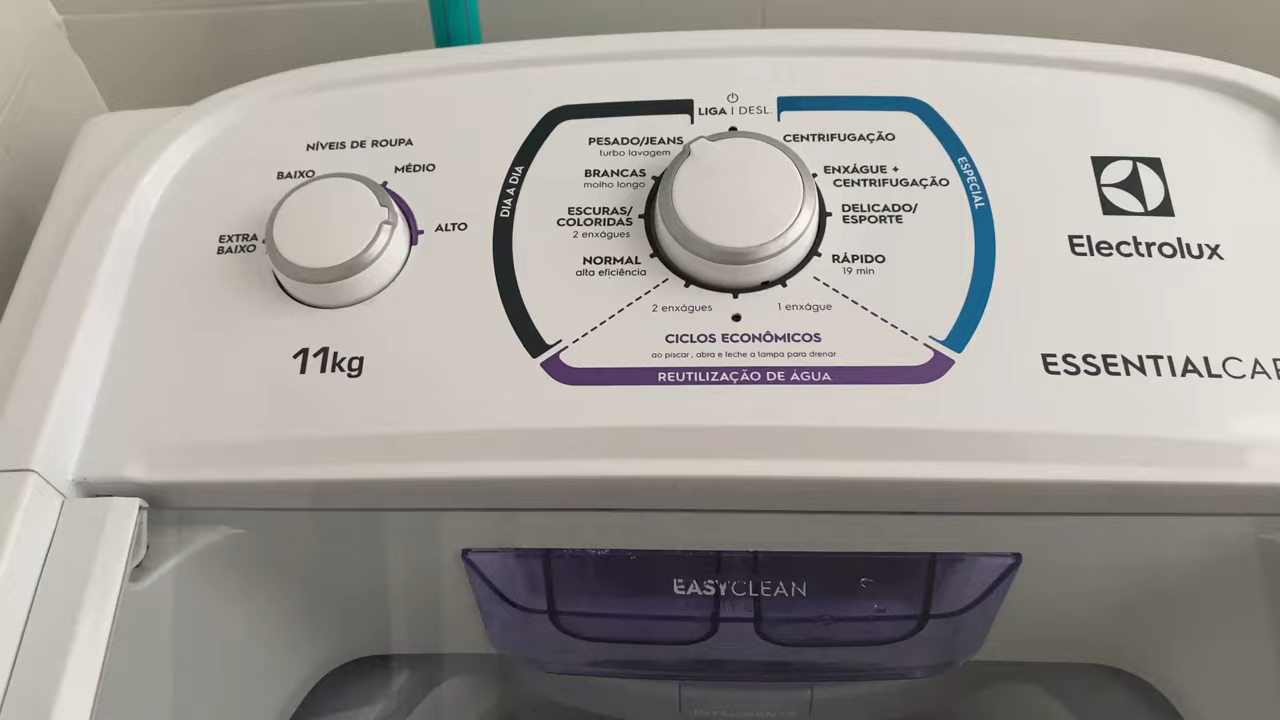 NÍVEIS DE ROUPA
BAIXO
MÉDIO
EXTRA
BAIXO
ALTO
11kg
LIGA | DESL.
DIA A DIA
PESADO/JEANS
turbo lavagem
BRANCAS
molho longo
ESCURAS/
COLORIDAS
2 enxágues
NORMAL
alta eficiência
CENTRIFUGAÇÃO
ENXÁGUE +
CENTRIFUGAÇÃO
DELICADO/
ESPORTE
RÁPIDO
19 min
ESPECIAL
2 enxágues
1 enxágue
CICLOS ECONÔMICOS
ao piscar, abra e feche a tampa para drenar
REUTILIZAÇÃO DE ÁGUA
Electrolux
ESSENTIALCAR
EASYCLEAN